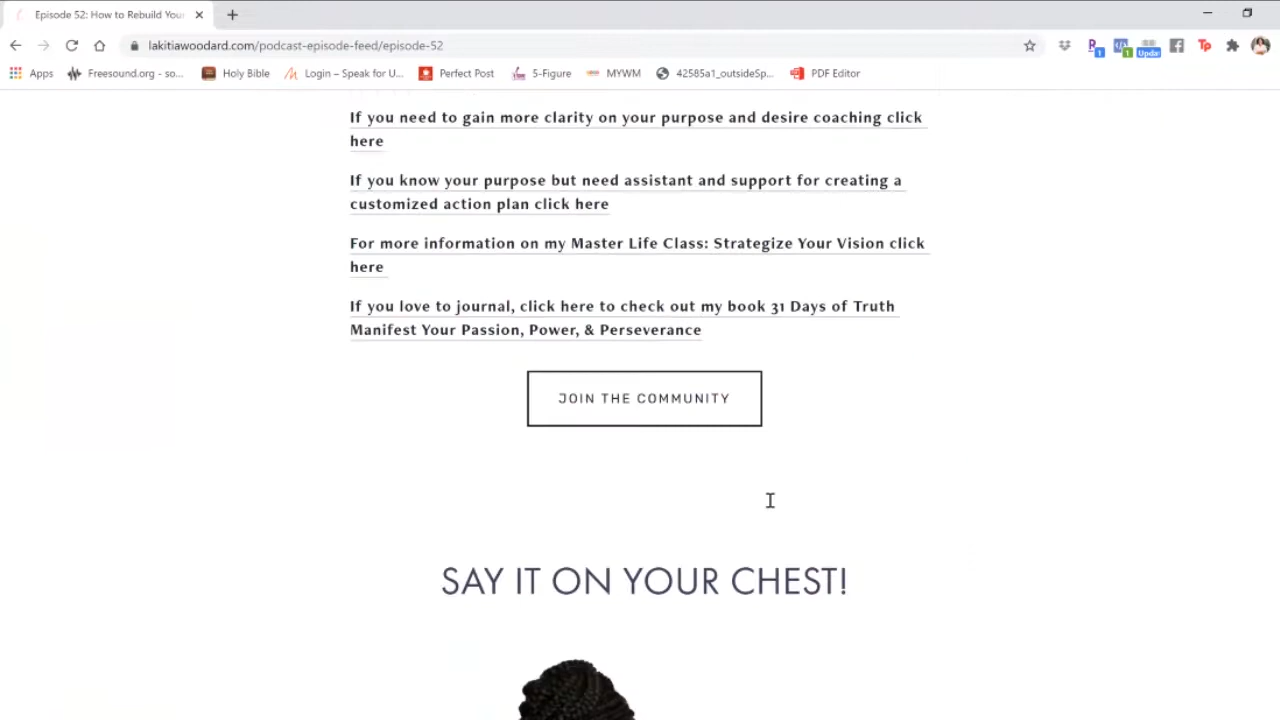 Episode 52: How to Rebuild Your
lakitiawoodard.com/podcast-episode-feed/episode-52
Apps
Freesound.org - so...
Holy Bible
Login – Speak for U...
Perfect Post
5-Figure
MYWM
42585a1_outsideSp...
PDF Editor
If you need to gain more clarity on your purpose and desire coaching click
here
If you know your purpose but need assistant and support for creating a
customized action plan click here
For more information on my Master Life Class: Strategize Your Vision click
here
If you love to journal, click here to check out my book 31 Days of Truth
Manifest Your Passion, Power, & Perseverance
JOIN THE COMMUNITY
SAY IT ON YOUR CHEST!